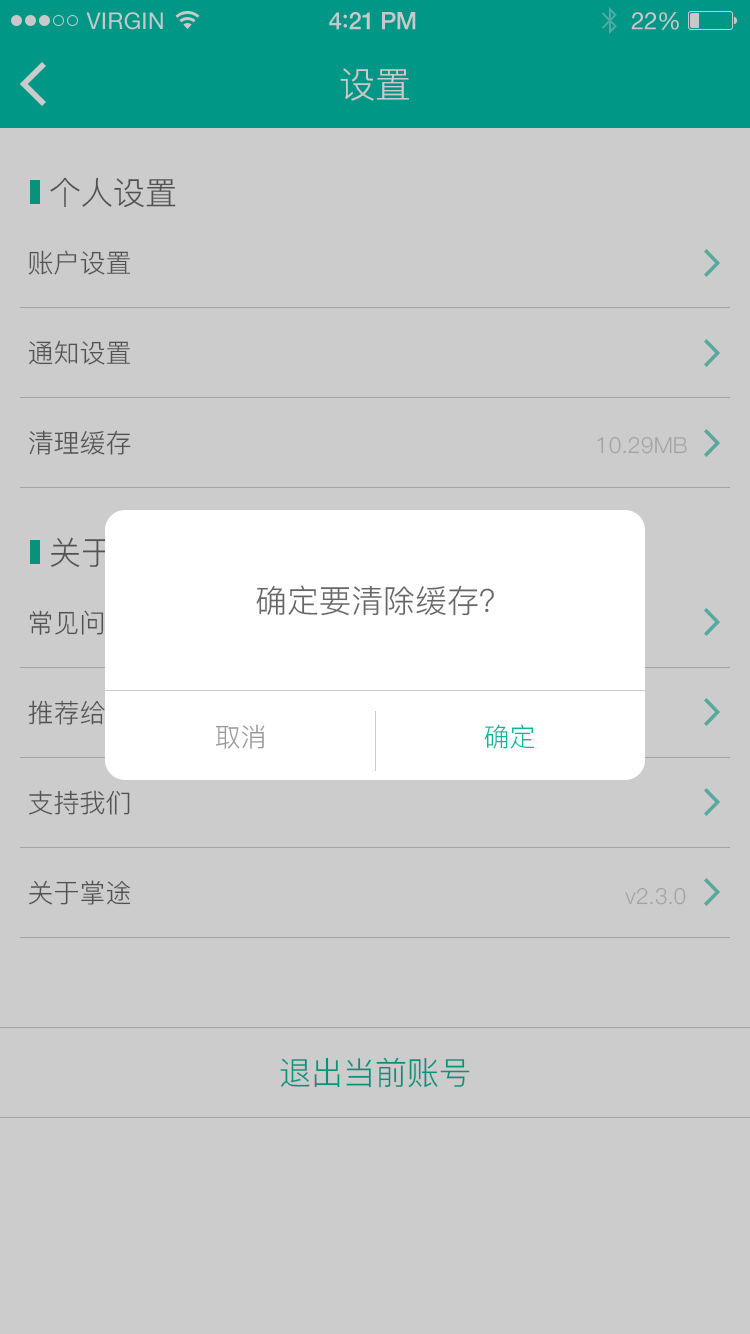 VIRGIN 4:21 PM 22%
设置
个人设置
账户设置
通知设置
清理缓存 10.29MB
关于
确定要清除缓存?
常见问
推荐给
取消 确定
支持我们
关于掌途 v2.3.0
退出当前账号